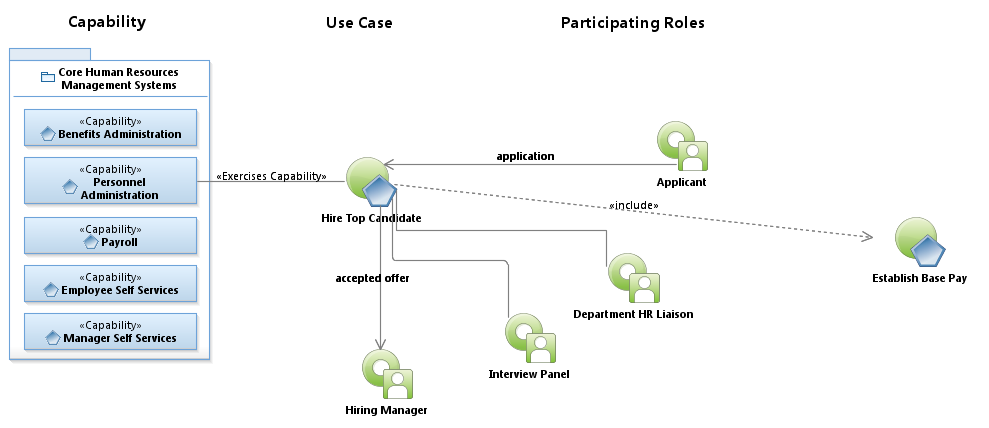 Capability
Use Case
Participating Roles
Core Human Resources
Management Systems
«Capability»
Benefits Administration
«Capability»
Personnel
Administration
«Capability»
Payroll
«Capability»
Employee Self Services
«Capability»
Manager Self Services
«Exercises Capability»
Hire Top Candidate
application
Applicant
«include»
Establish Base Pay
accepted offer
Department HR Liaison
Interview Panel
Hiring Manager